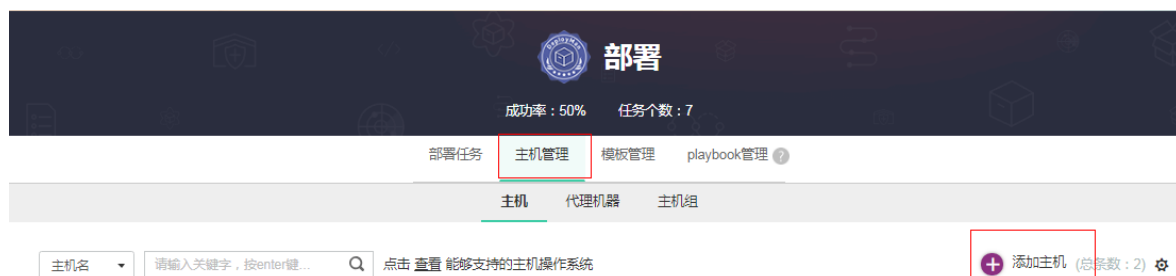 DeployMan
部署
成功率：50% 任务个数：7
部署任务 主机管理 模板管理 playbook管理 ?
主机 代理机器 主机组
主机名 请输入关键字，按enter键... 点击 查看 能够支持的主机操作系统 添加主机 (总条数：2)